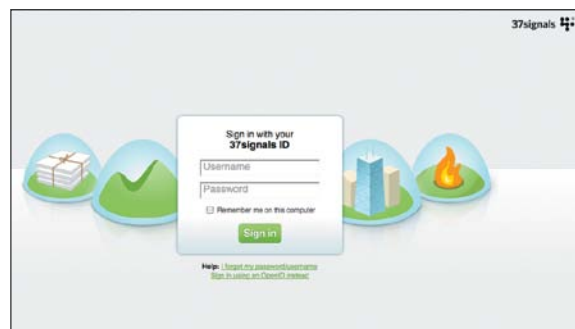 37signals
Sign in with your
37signals ID
Username
Password
Remember me on this computer
Sign in
Help: I forgot my password/username
Sign in using an OpenID instead